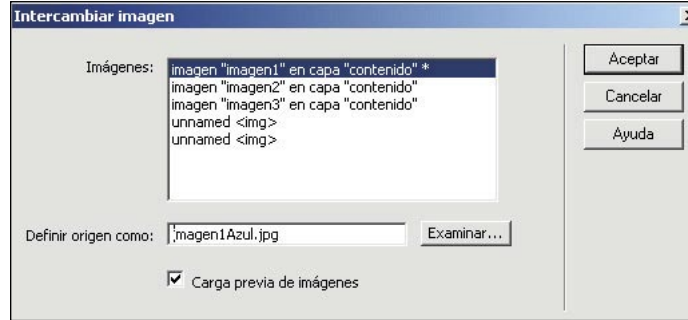 Intercambiar imagen
Imágenes:
imagen "imagen1" en capa "contenido" *
imagen "imagen2" en capa "contenido"
imagen "imagen3" en capa "contenido"
unnamed <img>
unnamed <img>
Aceptar
Cancelar
Ayuda
Definir origen como: imagen1Azul.jpg Examinar...
Carga previa de imágenes